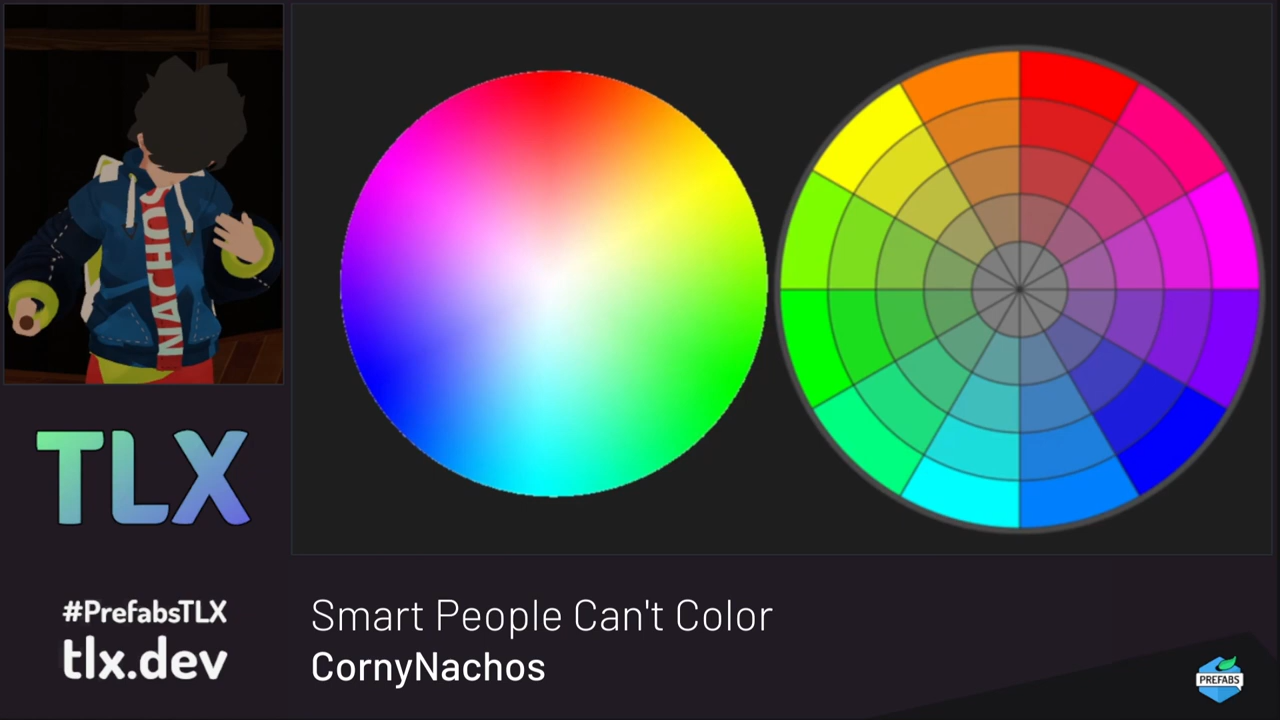 NACHOS
TLX
#PrefabsTLX
tlx.dev
Smart People Can't Color
CornyNachos
PREFABS